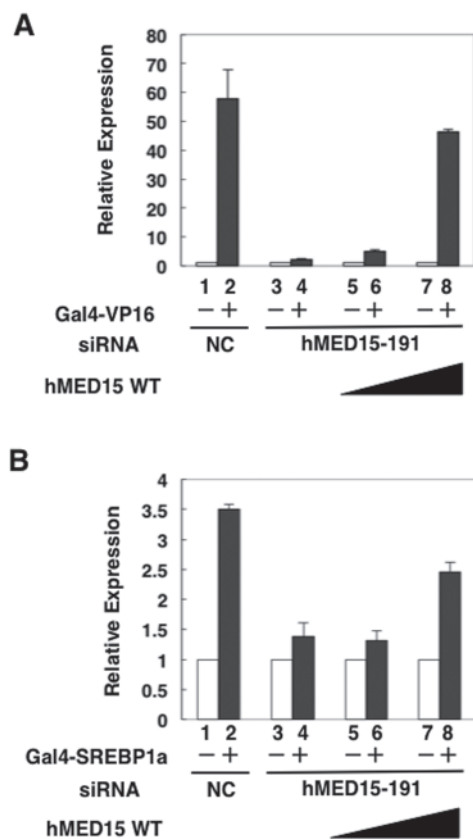 A
80
70
60
50
40
30
20
10
0
Relative Expression
1 2 3 4 5 6 7 8
Gal4-VP16 − + − + − + − +
siRNA NC hMED15-191
hMED15 WT
B
4
3.5
3
2.5
2
1.5
1
0.5
0
Relative Expression
1 2 3 4 5 6 7 8
Gal4-SREBP1a − + − + − + − +
siRNA NC hMED15-191
hMED15 WT